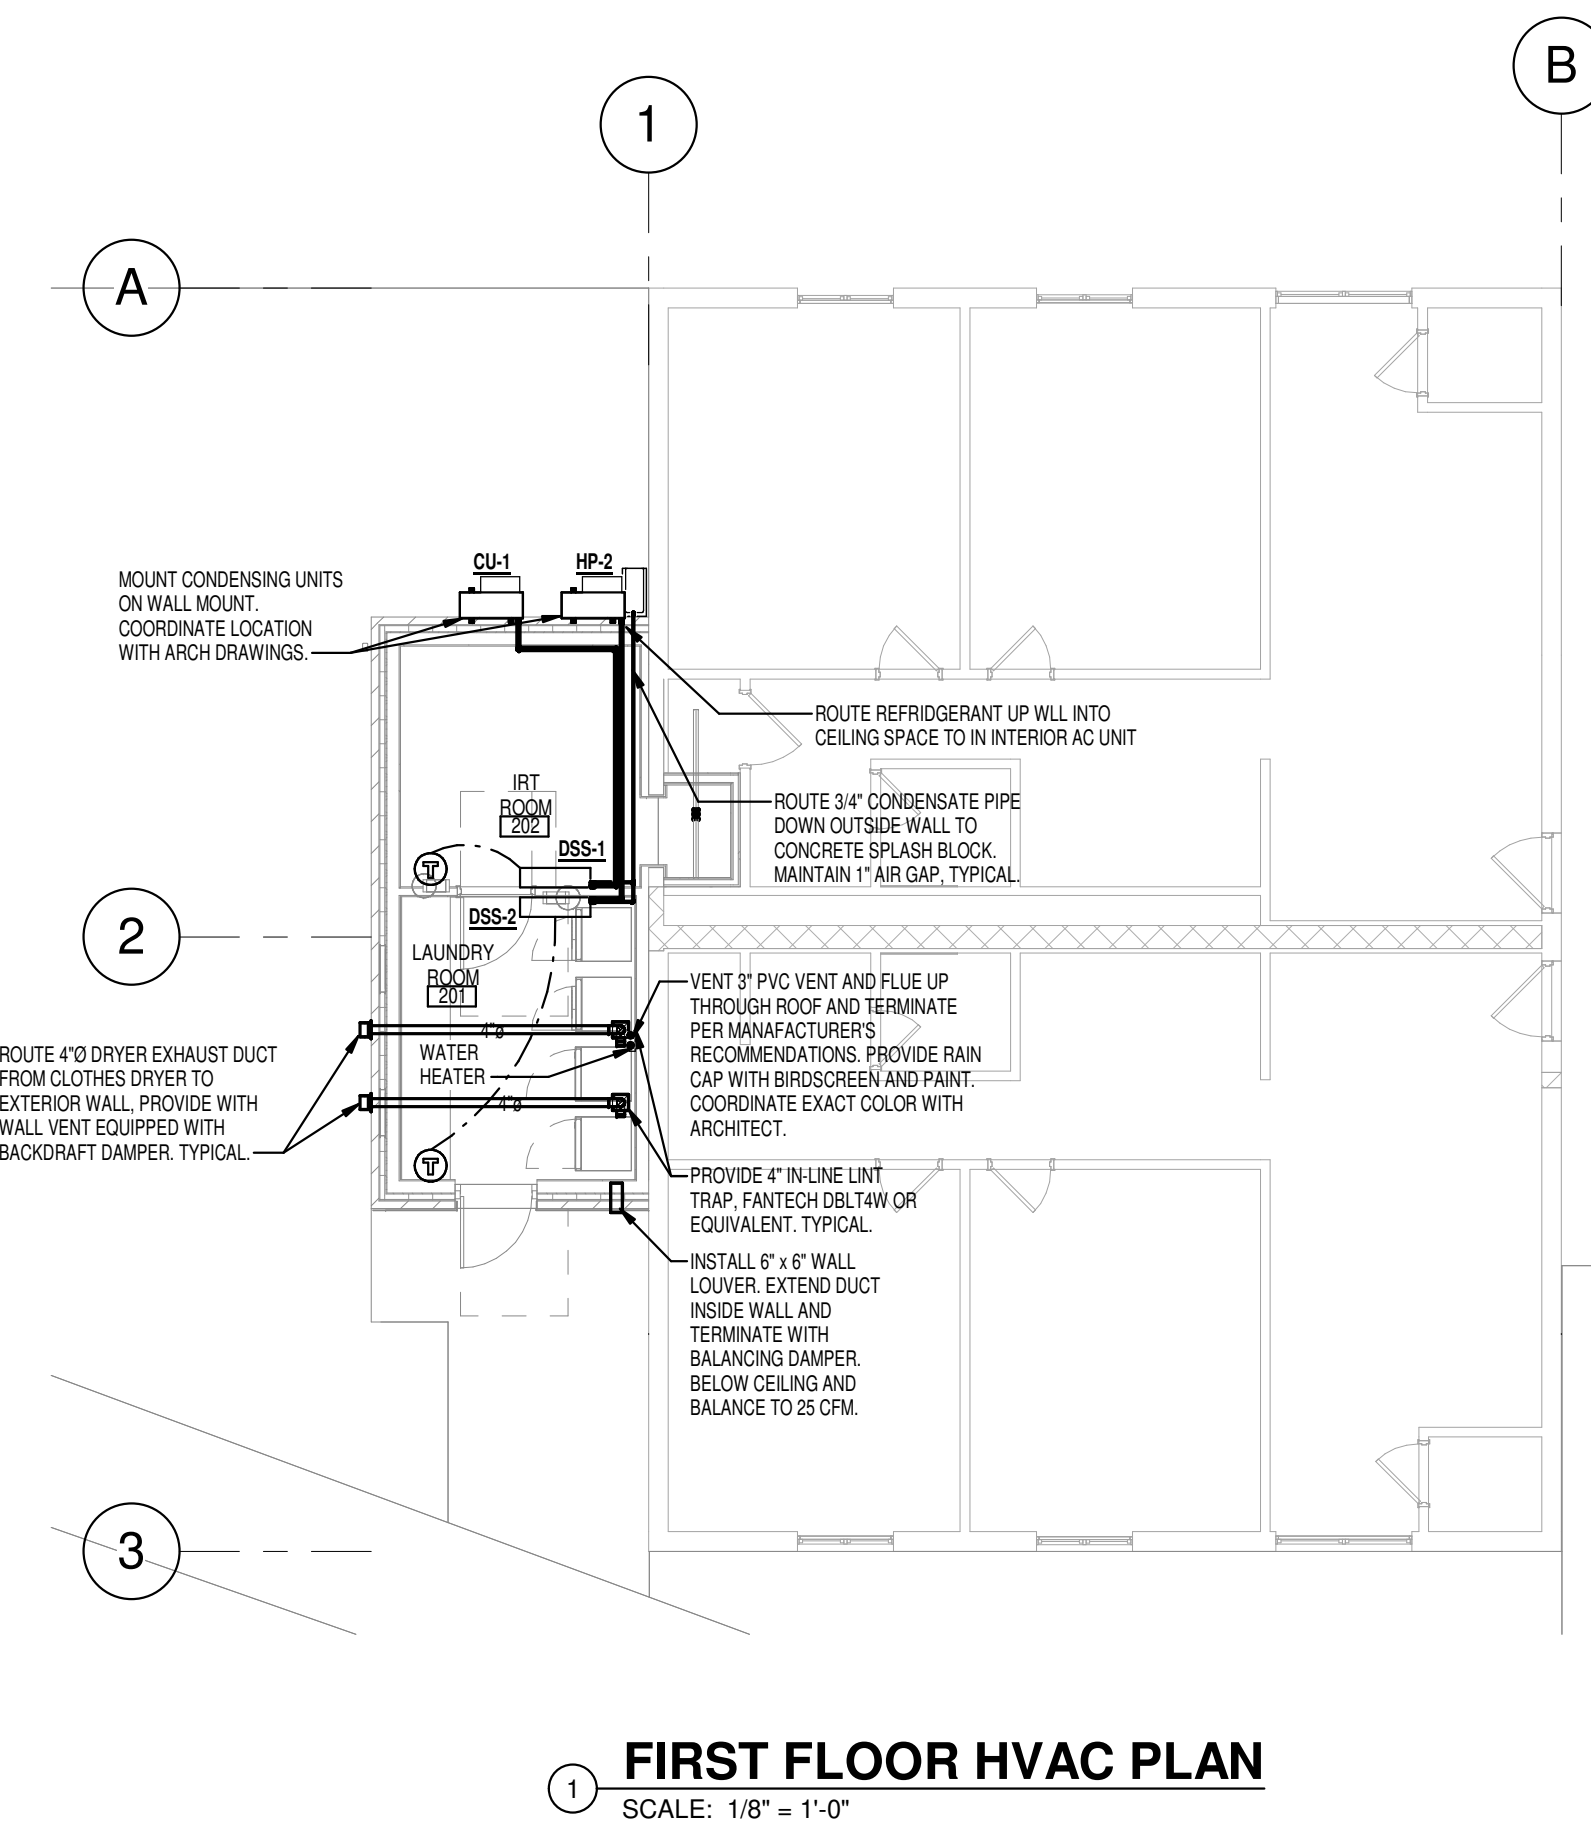 B
1
A
CU-1
HP-2
MOUNT CONDENSING UNITS
ON WALL MOUNT.
COORDINATE LOCATION
WITH ARCH DRAWINGS.
ROUTE REFRIDGERANT UP WLL INTO
CEILING SPACE TO IN INTERIOR AC UNIT
IRT
ROOM
202
ROUTE 3/4" CONDENSATE PIPE
DOWN OUTSIDE WALL TO
CONCRETE SPLASH BLOCK.
MAINTAIN 1" AIR GAP, TYPICAL.
DSS-1
T
DSS-2
2
LAUNDRY
ROOM
201
VENT 3" PVC VENT AND FLUE UP
THROUGH ROOF AND TERMINATE
PER MANAFACTURER'S
RECOMMENDATIONS. PROVIDE RAIN
CAP WITH BIRDSCREEN AND PAINT.
COORDINATE EXACT COLOR WITH
ARCHITECT.
4"ø
WATER
HEATER
4"ø
ROUTE 4"Ø DRYER EXHAUST DUCT
FROM CLOTHES DRYER TO
EXTERIOR WALL, PROVIDE WITH
WALL VENT EQUIPPED WITH
BACKDRAFT DAMPER. TYPICAL.
T
PROVIDE 4" IN-LINE LINT
TRAP, FANTECH DBLT4W OR
EQUIVALENT. TYPICAL.
INSTALL 6" x 6" WALL
LOUVER. EXTEND DUCT
INSIDE WALL AND
TERMINATE WITH
BALANCING DAMPER.
BELOW CEILING AND
BALANCE TO 25 CFM.
3
1
FIRST FLOOR HVAC PLAN
SCALE: 1/8" = 1'-0"